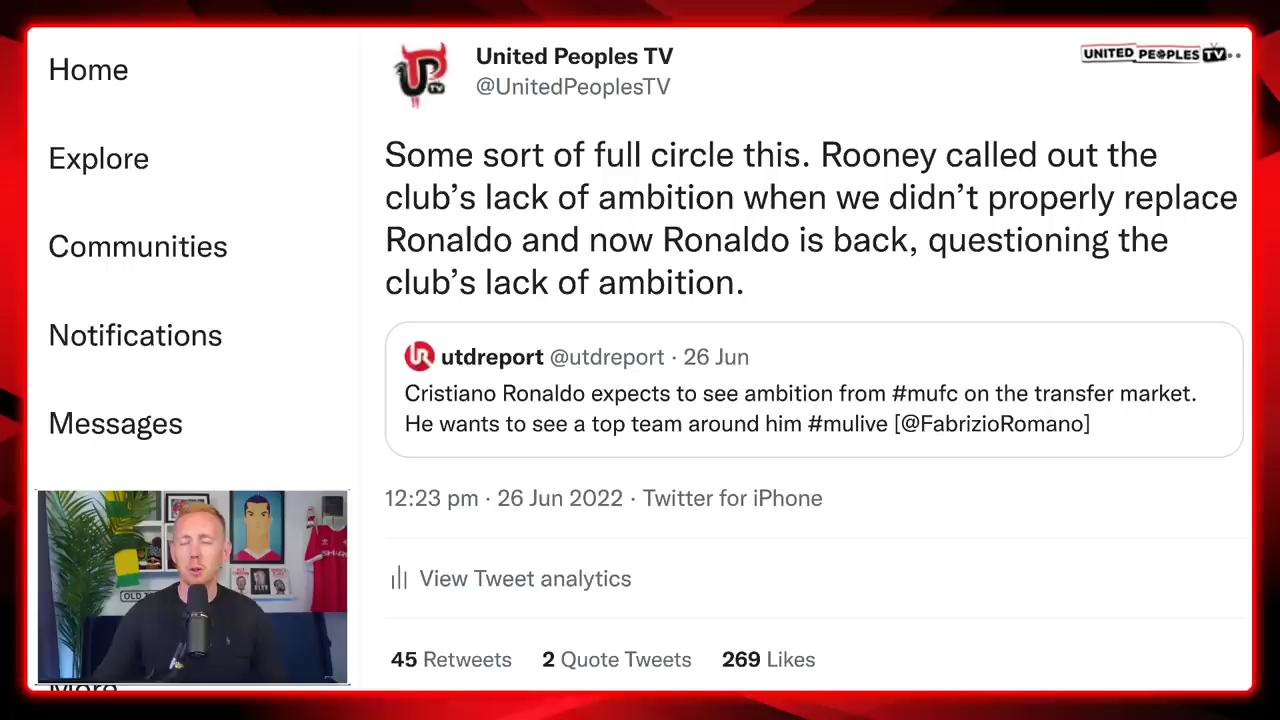 Home
Explore
Communities
Notifications
Messages
More
United Peoples TV
@UnitedPeoplesTV
UNITED PEOPLES TV
Some sort of full circle this. Rooney called out the
club’s lack of ambition when we didn’t properly replace
Ronaldo and now Ronaldo is back, questioning the
club’s lack of ambition.
utdreport @utdreport · 26 Jun
Cristiano Ronaldo expects to see ambition from #mufc on the transfer market.
He wants to see a top team around him #mulive [@FabrizioRomano]
12:23 pm · 26 Jun 2022 · Twitter for iPhone
View Tweet analytics
45 Retweets 2 Quote Tweets 269 Likes